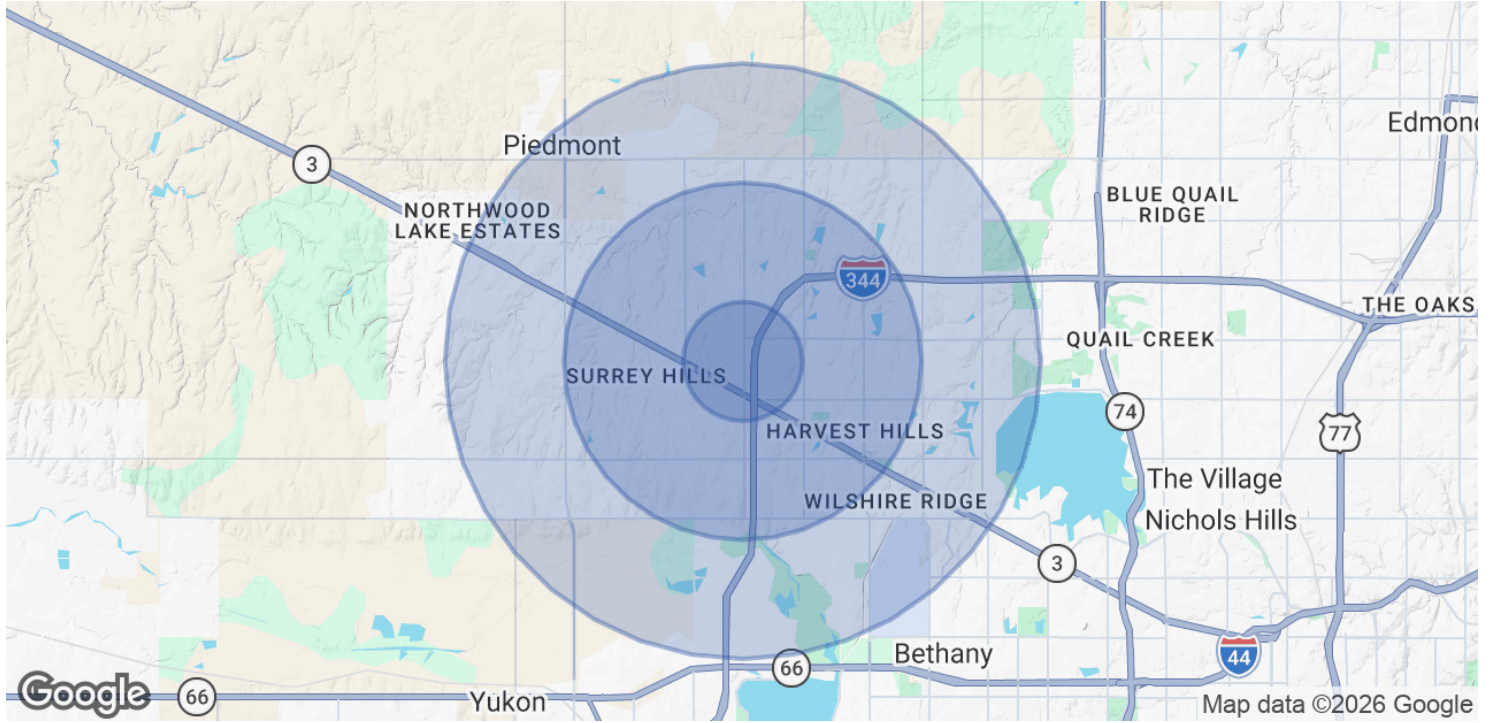 Edmon
Piedmont
3
BLUE QUAIL
RIDGE
NORTHWOOD
LAKE ESTATES
344
THE OAKS
QUAIL CREEK
SURREY HILLS
74
HARVEST HILLS
77
The Village
WILSHIRE RIDGE
Nichols Hills
3
Bethany
44
66
Google
66
Yukon
Map data ©2026 Google